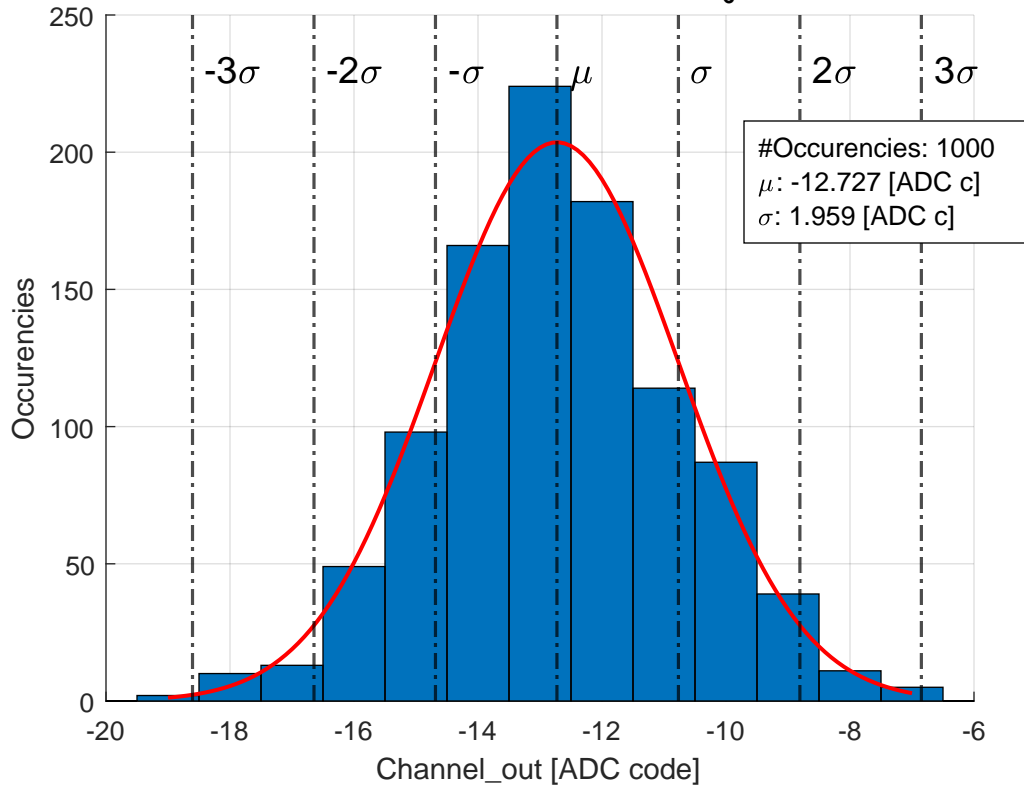 250
200
150
100
50
0
-3σ
-2σ
-σ
μ
σ
2σ
3σ
#Occurencies: 1000
μ: -12.727 [ADC c]
σ: 1.959 [ADC c]
Occurencies
-20
-18
-16
-14
-12
-10
-8
-6
Channel_out [ADC code]